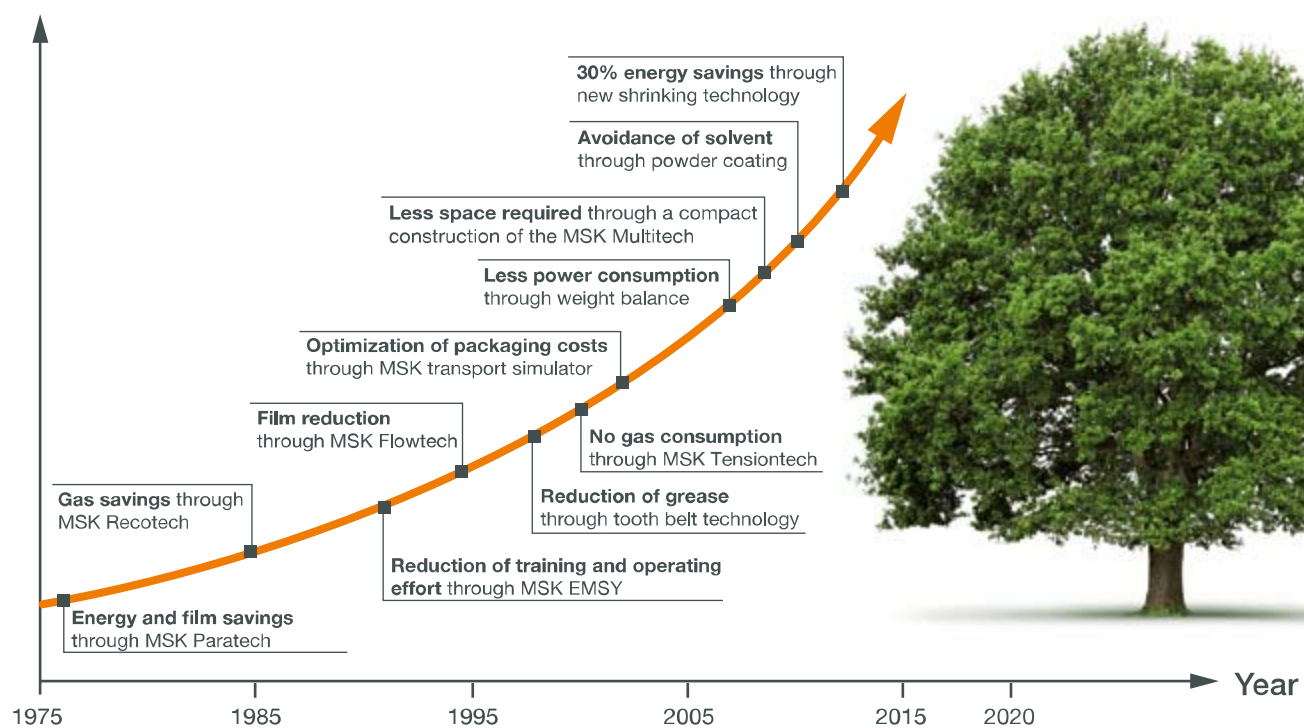 30% energy savings through
new shrinking technology
Avoidance of solvent
through powder coating
Less space required through a compact
construction of the MSK Multitech
Less power consumption
through weight balance
Optimization of packaging costs
through MSK transport simulator
Film reduction
through MSK Flowtech
No gas consumption
through MSK Tensiontech
Gas savings through
MSK Recotech
Reduction of grease
through tooth belt technology
Reduction of training and operating
effort through MSK EMSY
Energy and film savings
through MSK Paratech
Year
1975 1985 1995 2005 2015 2020